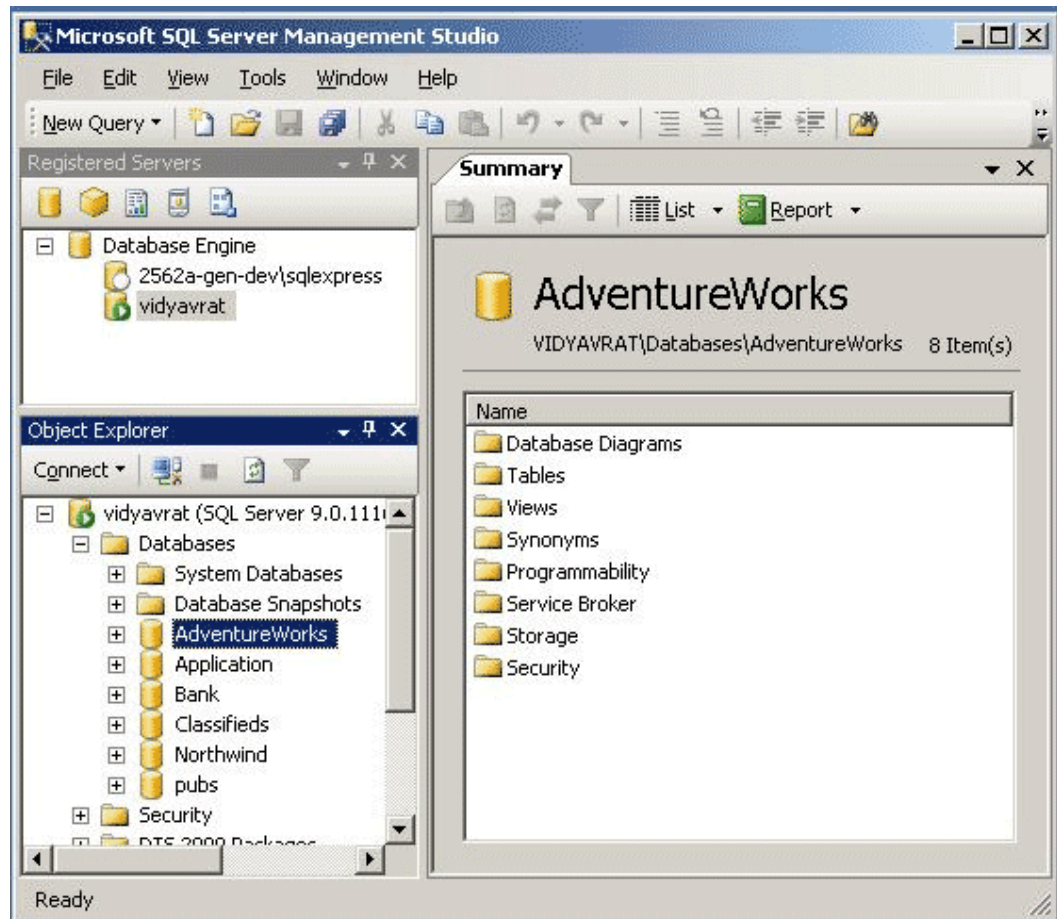 Microsoft SQL Server Management Studio
File Edit View Tools Window Help
New Query
Registered Servers
Database Engine
2562a-gen-dev\sqlexpress
vidyavrat
Object Explorer
Connect
vidyavrat (SQL Server 9.0.111
Databases
System Databases
Database Snapshots
AdventureWorks
Application
Bank
Classifieds
Northwind
pubs
Security
Summary
List Report
AdventureWorks
VIDYAVRAT\Databases\AdventureWorks 8 Item(s)
Name
Database Diagrams
Tables
Views
Synonyms
Programmability
Service Broker
Storage
Security
Ready